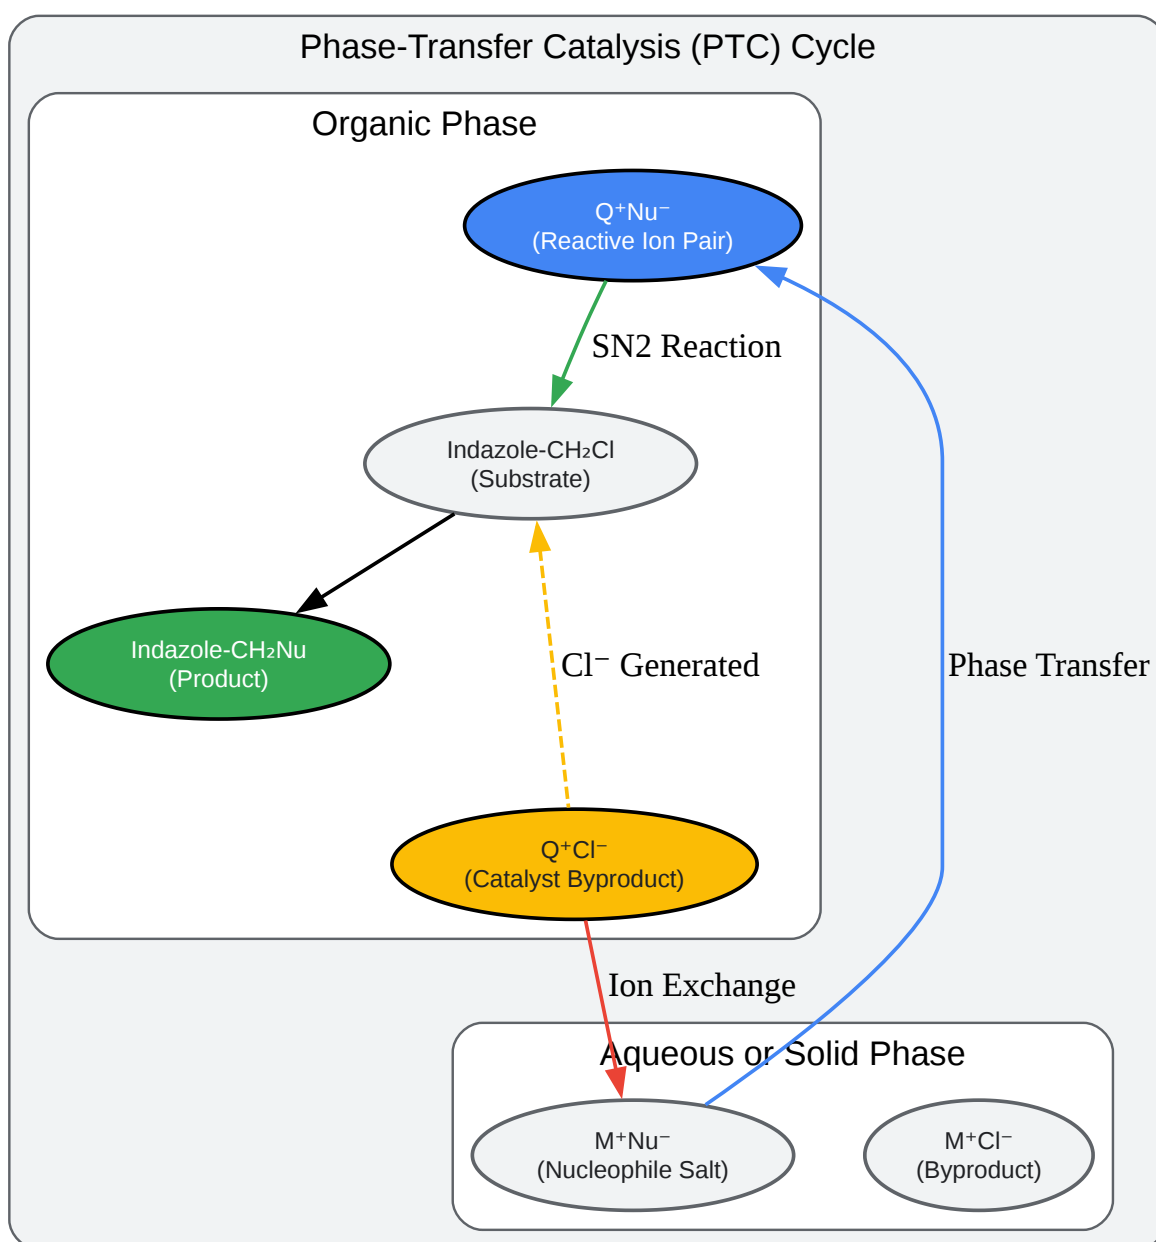 Phase-Transfer Catalysis (PTC) Cycle
Organic Phase
Q⁺Nu⁻
(Reactive Ion Pair)
SN2 Reaction
Indazole-CH₂Cl
(Substrate)
Indazole-CH₂Nu
(Product)
Cl⁻ Generated
Phase Transfer
Q⁺Cl⁻
(Catalyst Byproduct)
Ion Exchange
Aqueous or Solid Phase
M⁺Nu⁻
(Nucleophile Salt)
M⁺Cl⁻
(Byproduct)